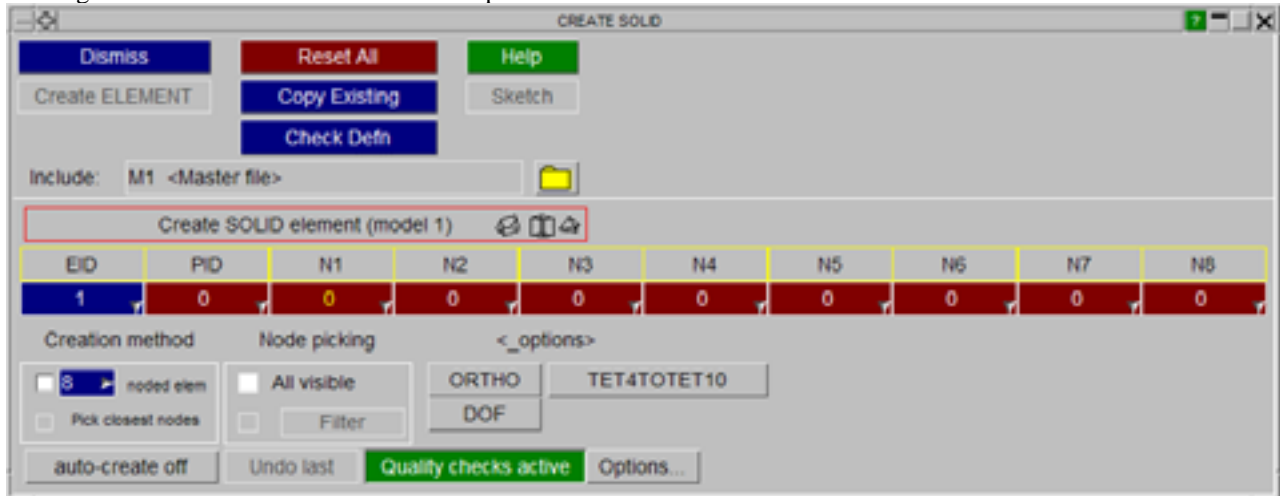 CREATE SOLID ?
Dismiss Reset All Help
Create ELEMENT Copy Existing Sketch
Check Defn
Include: M1 <Master file>
Create SOLID element (model 1)
EID PID N1 N2 N3 N4 N5 N6 N7 N8
1 0 0 0 0 0 0 0 0 0
Creation method Node picking <_options>
8 noded elem All visible ORTHO TET4TOTET10
Pick closest nodes Filter DOF
auto-create off Undo last Quality checks active Options...